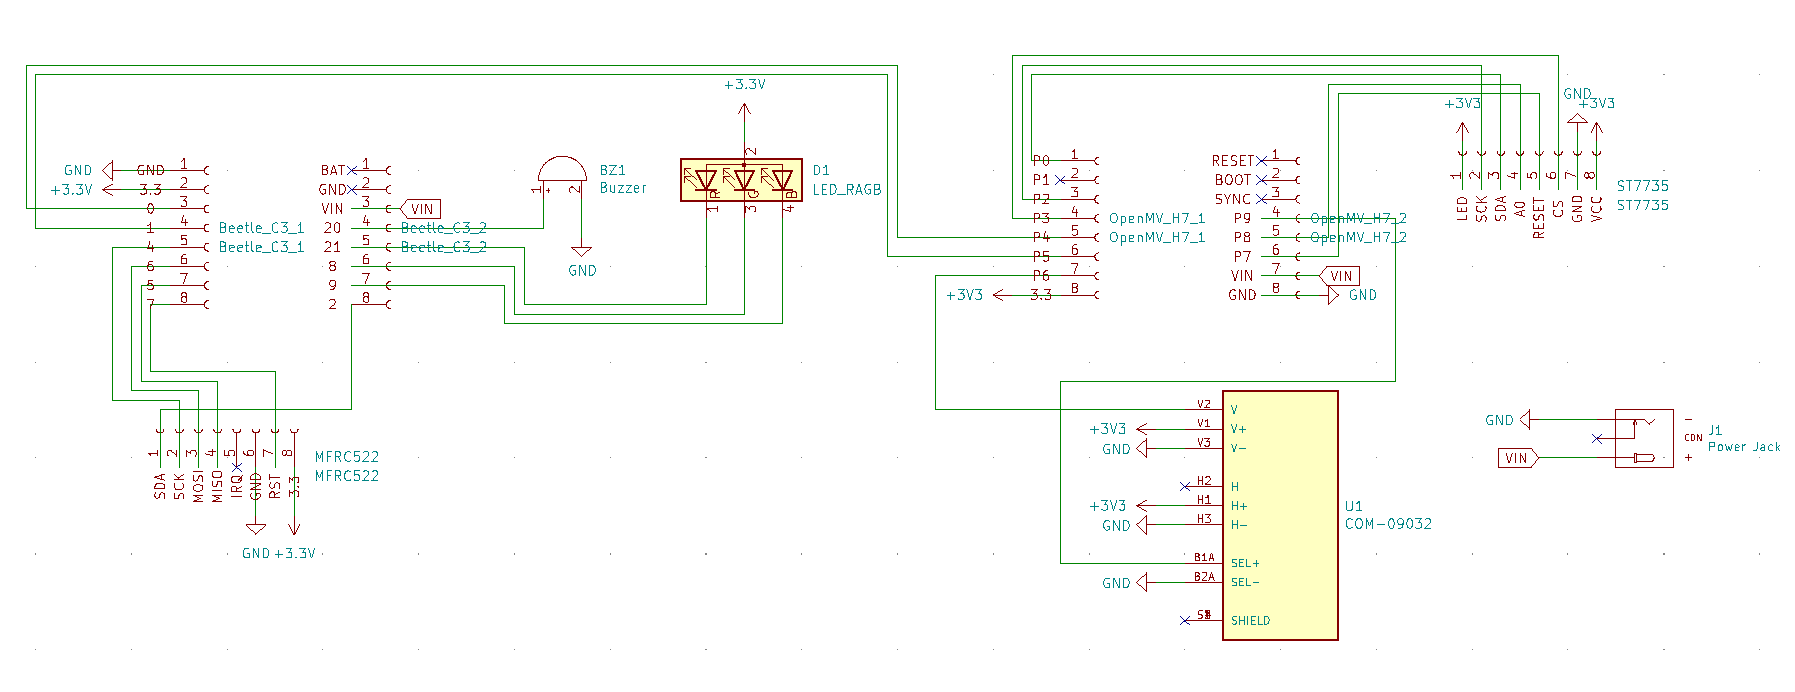 GND
GND
1
+3.3V
3.3
2
0
3
1
4
Beetle_C3_1
4
5
Beetle_C3_1
6
6
5
7
7
8
BAT
1
GND
2
VIN
3
VIN
20
4
Beetle_C3_2
21
5
Beetle_C3_2
8
6
9
7
2
8
BZ1
Buzzer
1
+
2
GND
+3.3V
2
D1
LED_RAGB
R
G
B
1
3
4
P0
1
P1
2
P2
3
P3
4
OpenMV_H7_1
P4
5
OpenMV_H7_1
P5
6
P6
7
+3V3
3.3
8
RESET
1
BOOT
2
SYNC
3
P9
4
OpenMV_H7_2
P8
5
OpenMV_H7_2
P7
6
VIN
7
VIN
GND
8
GND
+3V3
GND
+3V3
1
2
3
4
5
6
7
8
LED
SCK
SDA
A0
RESET
CS
GND
VCC
ST7735
ST7735
1
2
3
4
5
6
7
8
SDA
SCK
MOSI
MISO
IRQ
GND
RST
3.3
MFRC522
MFRC522
GND
+3.3V
V2
V
+3V3
V1
V+
GND
V3
V-
H2
H
+3V3
H1
H+
GND
H3
H-
B1A
SEL+
GND
B2A
SEL-
SHIELD
U1
COM-09032
GND
VIN
-
CON
+
J1
Power Jack